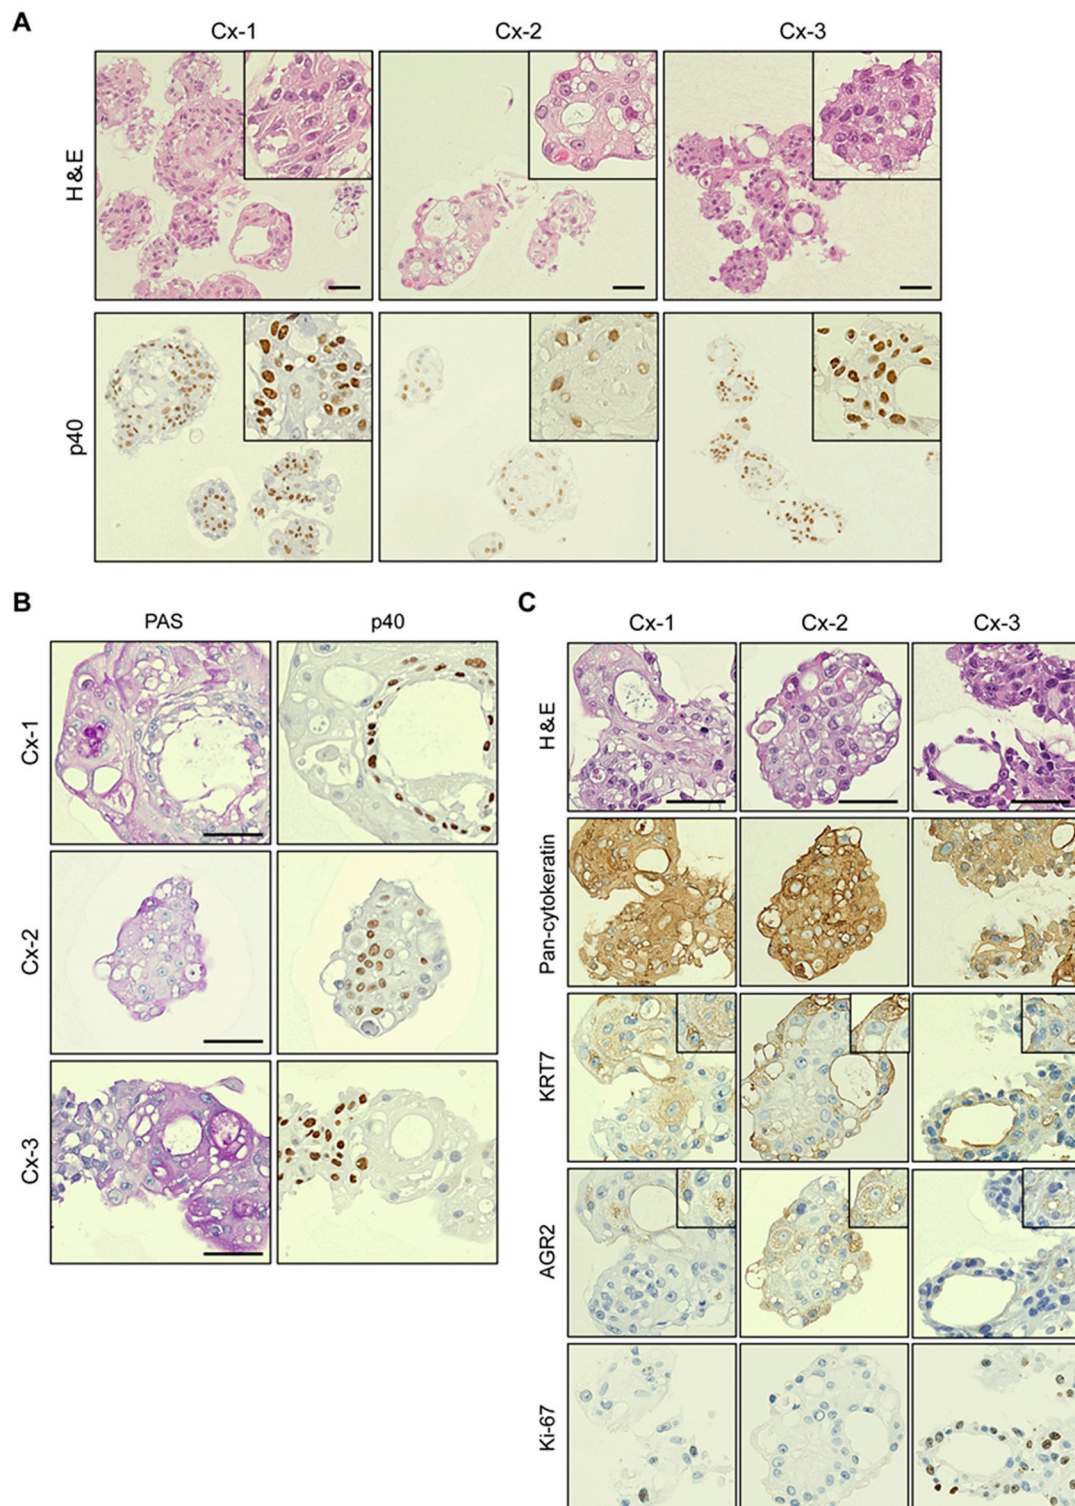 A
Cx-1
Cx-2
Cx-3
H&E
p40
B
PAS
p40
Cx-1
Cx-2
Cx-3
C
Cx-1
Cx-2
Cx-3
H&E
Pan-cytokeratin
KRT7
AGR2
Ki-67